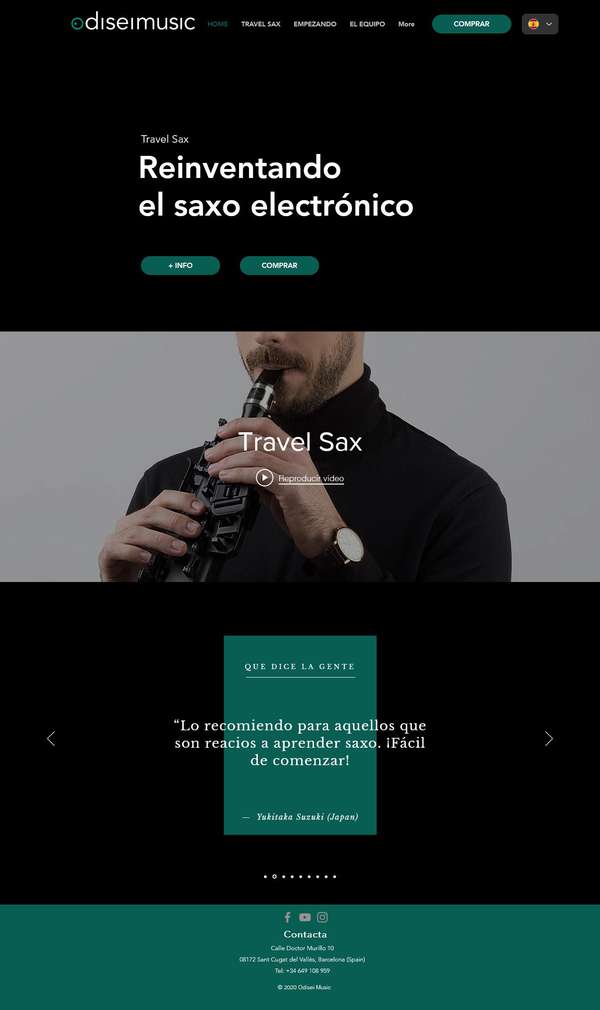 odiseimusic
HOME TRAVEL SAX EMPEZANDO EL EQUIPO More COMPRAR
Travel Sax
Reinventando
el saxo electrónico
+ INFO COMPRAR
Travel Sax
Reproducir video
QUE DICE LA GENTE
“Lo recomiendo para aquellos que
son reacios a aprender saxo. ¡Fácil
de comenzar!
— Yukitaka Suzuki (Japan)
Contacta
Calle Doctor Murillo 10
08172 Sant Cugat del Vallès, Barcelona (Spain)
Tel: +34 649 108 959
© 2020 Odisei Music